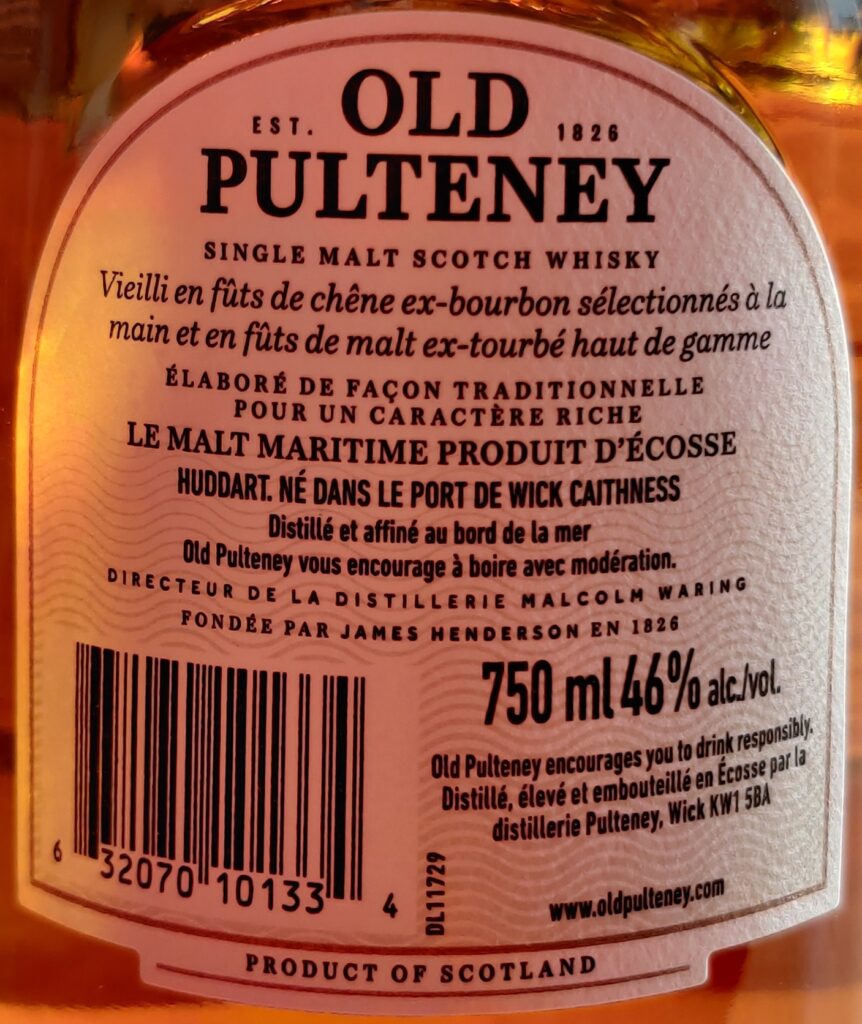 OLD
EST. 1826
PULTENEY
SINGLE MALT SCOTCH WHISKY
Vieilli en fûts de chêne ex-bourbon sélectionnés à la
main et en fûts de malt ex-tourbé haut de gamme
ÉLABORÉ DE FAÇON TRADITIONNELLE
POUR UN CARACTÈRE RICHE
LE MALT MARITIME PRODUIT D'ÉCOSSE
HUDDART. NÉ DANS LE PORT DE WICK CAITHNESS
Distillé et affiné au bord de la mer
Old Pulteney vous encourage à boire avec modération.
DIRECTEUR DE LA DISTILLERIE MALCOLM WARING
FONDÉE PAR JAMES HENDERSON EN 1826
750 ml 46% alc./vol.
Old Pulteney encourages you to drink responsibly.
Distillé, élevé et embouteillé en Écosse par la
distillerie Pulteney, Wick KW1 5BA
www.oldpulteney.com
6 32070 10133 4
DL11729
PRODUCT OF SCOTLAND